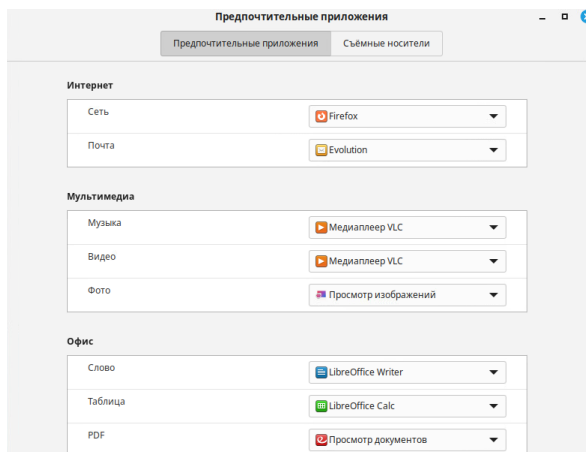 Предпочтительные приложения
Предпочтительные приложения Съёмные носители
Интернет
Сеть Firefox
Почта Evolution
Мультимедиа
Музыка Медиаплеер VLC
Видео Медиаплеер VLC
Фото Просмотр изображений
Офис
Слово LibreOffice Writer
Таблица LibreOffice Calc
PDF Просмотр документов